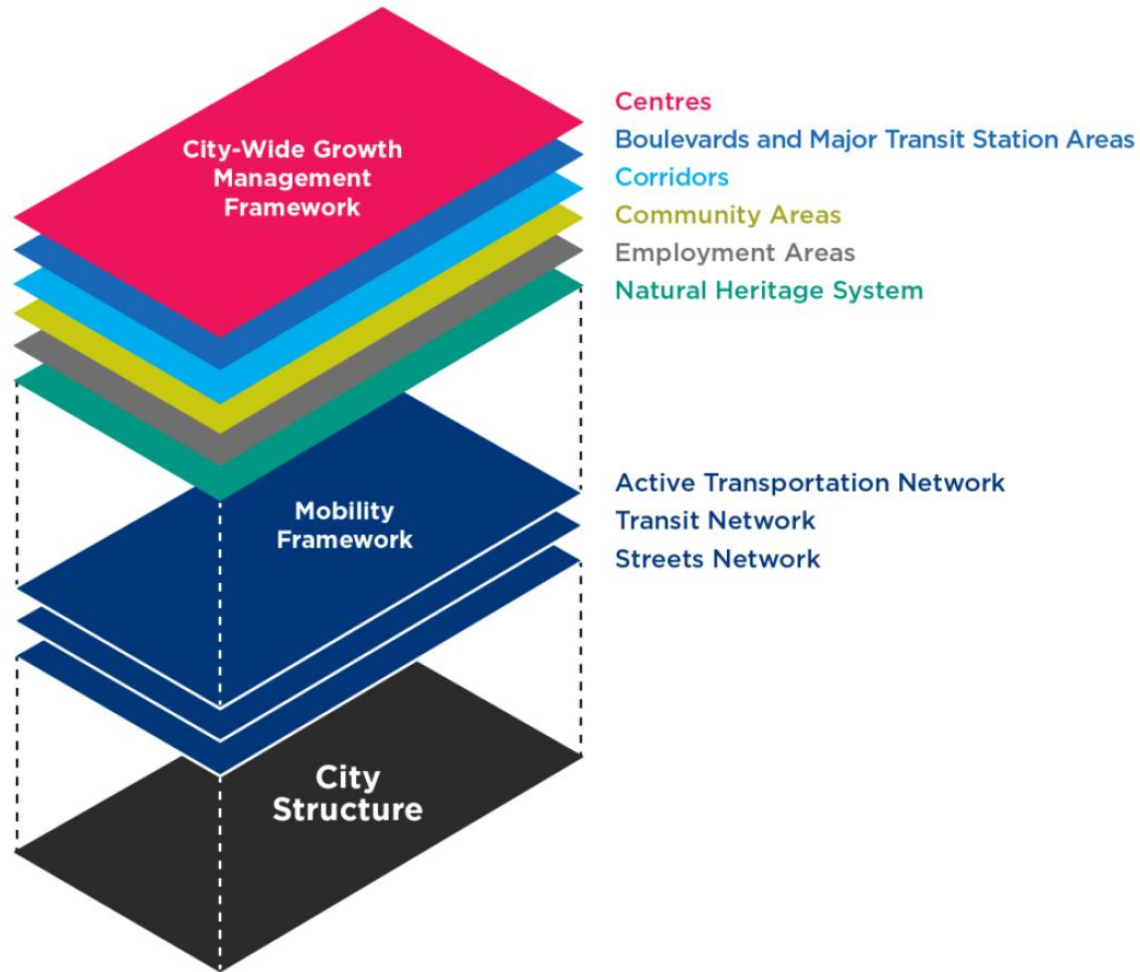 City-Wide Growth
Management
Framework
Centres
Boulevards and Major Transit Station Areas
Corridors
Community Areas
Employment Areas
Natural Heritage System
Mobility
Framework
Active Transportation Network
Transit Network
Streets Network
City
Structure